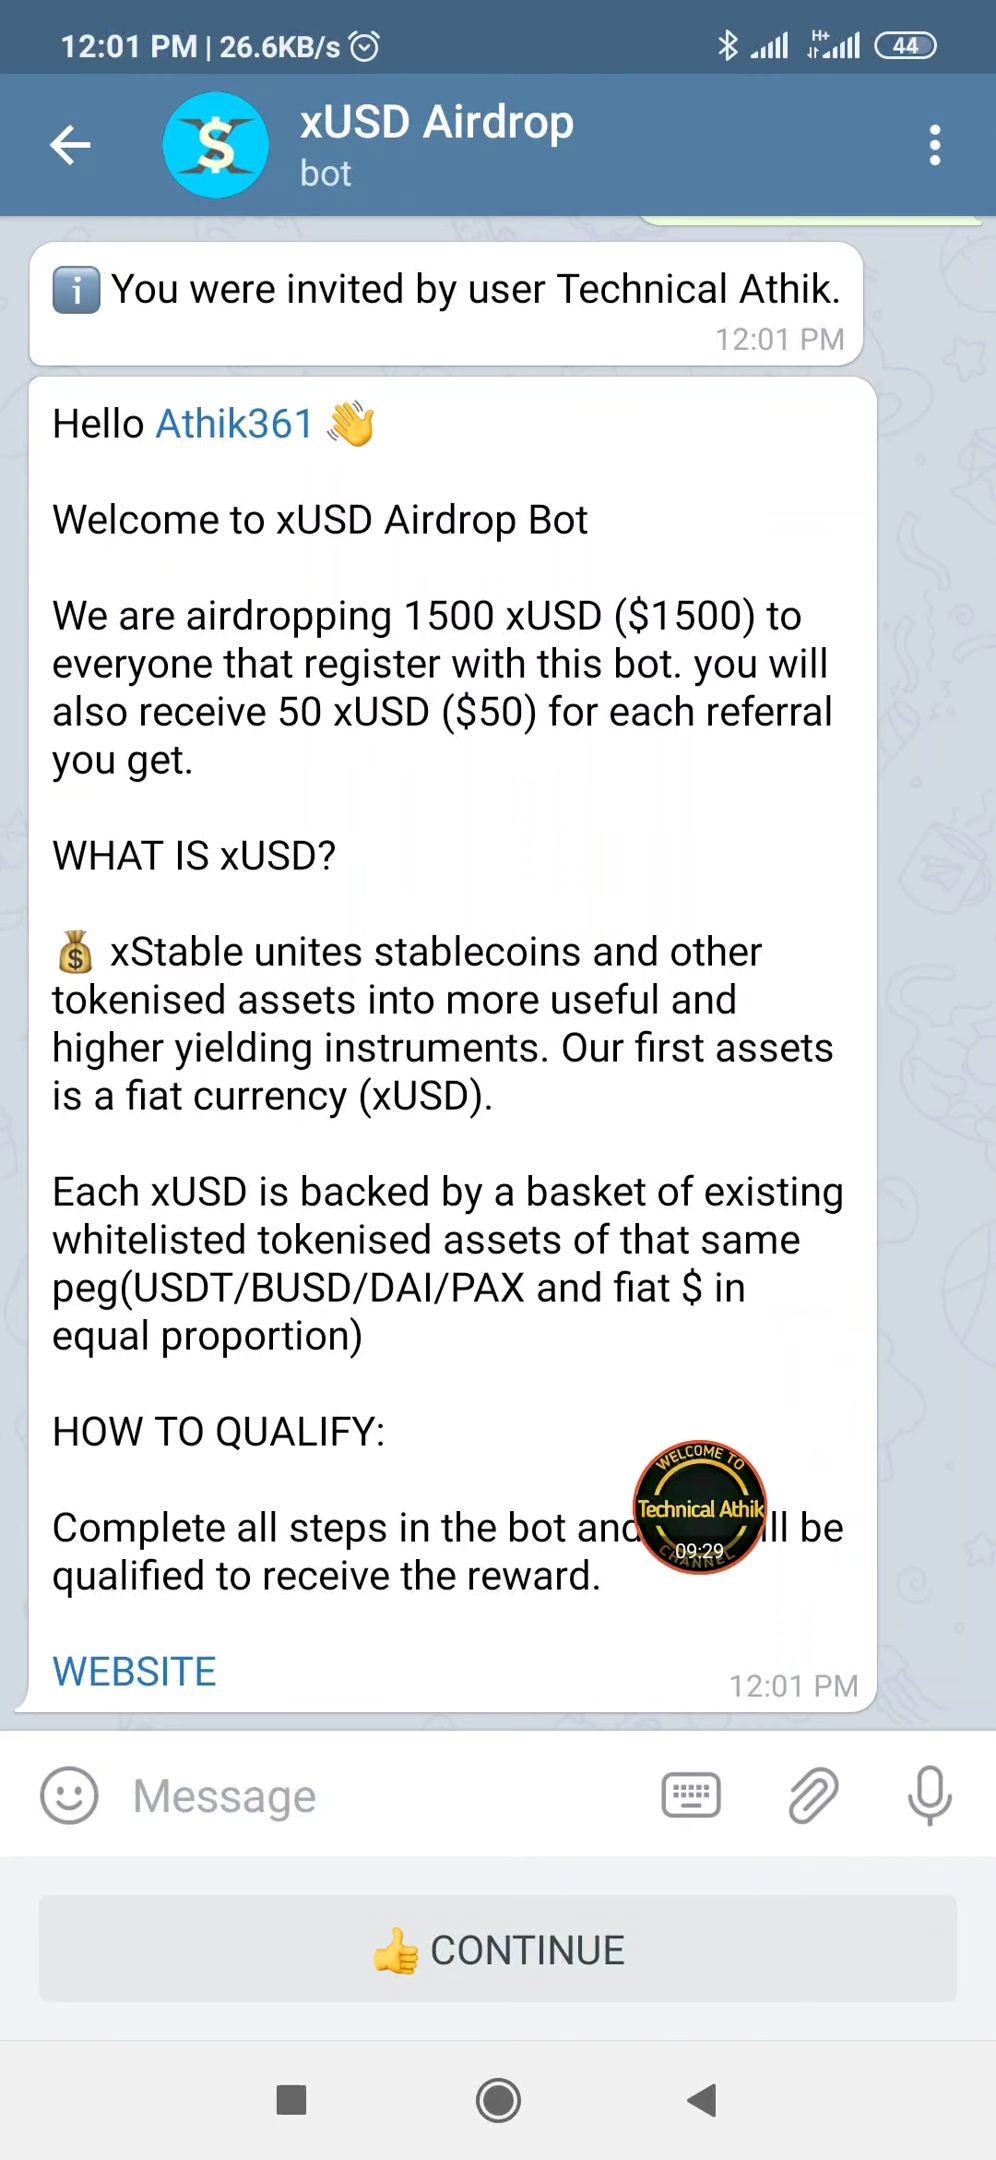 12:01 PM | 26.6KB/s
H+
44
xUSD Airdrop
bot
You were invited by user Technical Athik.
12:01 PM
Hello Athik361 👋
Welcome to xUSD Airdrop Bot
We are airdropping 1500 xUSD ($1500) to
everyone that register with this bot. you will
also receive 50 xUSD ($50) for each referral
you get.
WHAT IS xUSD?
💰 xStable unites stablecoins and other
tokenised assets into more useful and
higher yielding instruments. Our first assets
is a fiat currency (xUSD).
Each xUSD is backed by a basket of existing
whitelisted tokenised assets of that same
peg(USDT/BUSD/DAI/PAX and fiat $ in
equal proportion)
HOW TO QUALIFY:
Complete all steps in the bot and ll be
qualified to receive the reward.
WELCOME TO
Technical Athik
09:29
CHANNEL
WEBSITE
12:01 PM
Message
👍 CONTINUE